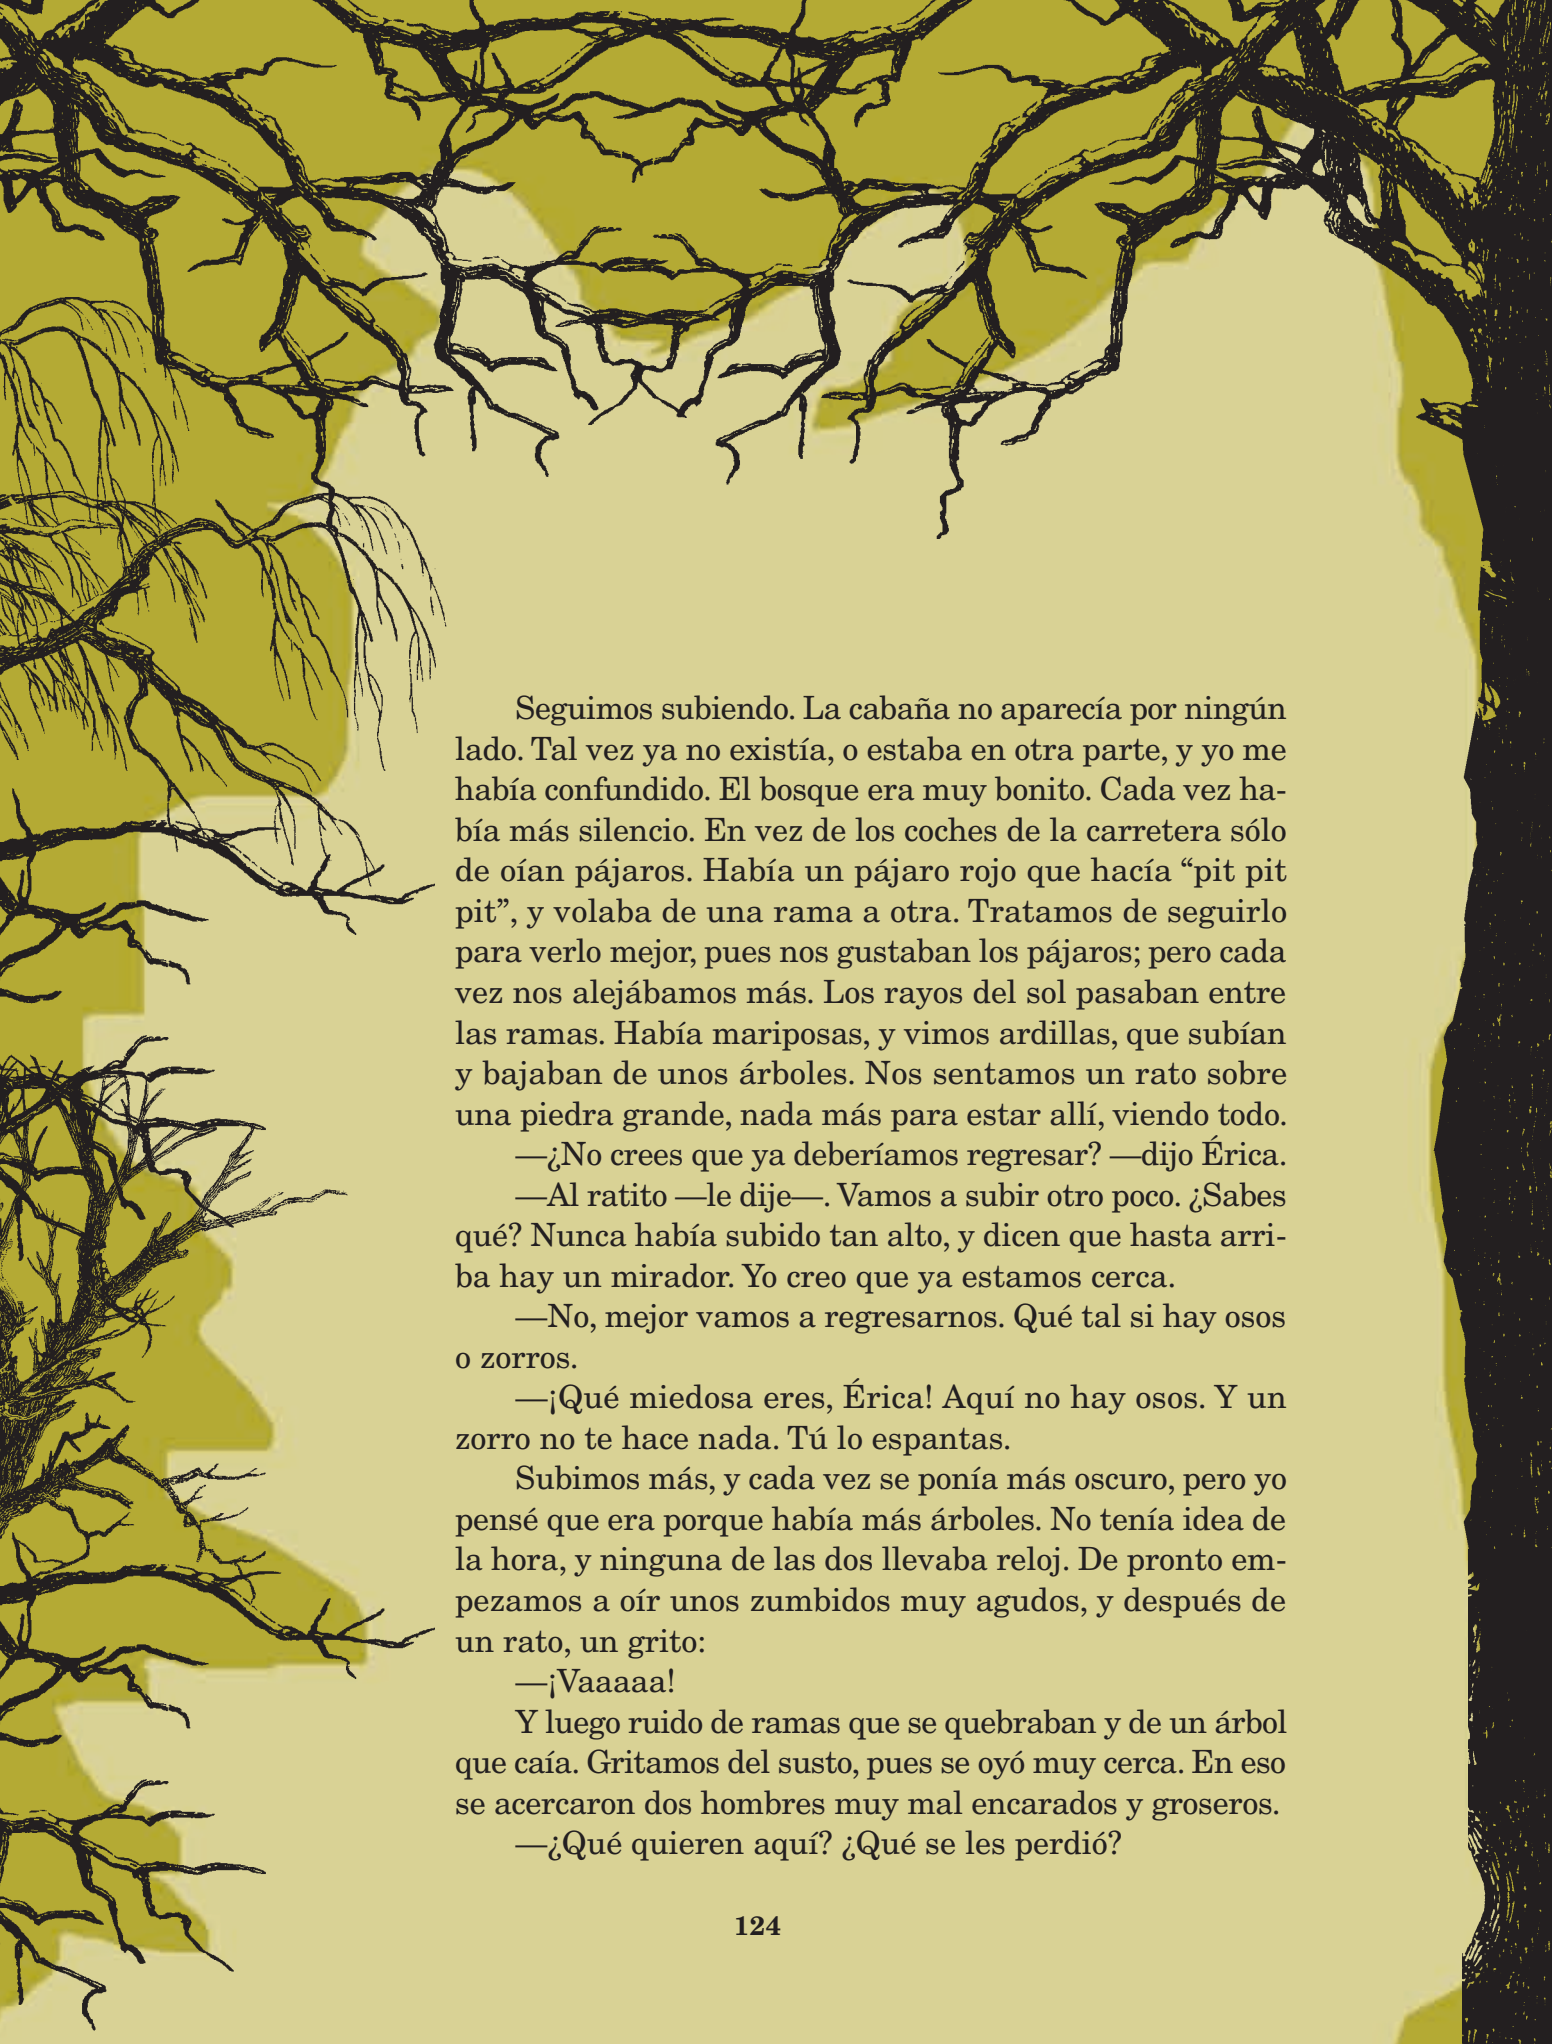 Seguimos subiendo. La cabaña no aparecía por ningún
lado. Tal vez ya no existía, o estaba en otra parte, y yo me
había confundido. El bosque era muy bonito. Cada vez ha-
bía más silencio. En vez de los coches de la carretera sólo
de oían pájaros. Había un pájaro rojo que hacía “pit pit
pit”, y volaba de una rama a otra. Tratamos de seguirlo
para verlo mejor, pues nos gustaban los pájaros; pero cada
vez nos alejábamos más. Los rayos del sol pasaban entre
las ramas. Había mariposas, y vimos ardillas, que subían
y bajaban de unos árboles. Nos sentamos un rato sobre
una piedra grande, nada más para estar allí, viendo todo.
—¿No crees que ya deberíamos regresar? —dijo Érica.
—Al ratito —le dije—. Vamos a subir otro poco. ¿Sabes
qué? Nunca había subido tan alto, y dicen que hasta arri-
ba hay un mirador. Yo creo que ya estamos cerca.
—No, mejor vamos a regresarnos. Qué tal si hay osos
o zorros.
—¡Qué miedosa eres, Érica! Aquí no hay osos. Y un
zorro no te hace nada. Tú lo espantas.
Subimos más, y cada vez se ponía más oscuro, pero yo
pensé que era porque había más árboles. No tenía idea de
la hora, y ninguna de las dos llevaba reloj. De pronto em-
pezamos a oír unos zumbidos muy agudos, y después de
un rato, un grito:
—¡Vaaaaa!
Y luego ruido de ramas que se quebraban y de un árbol
que caía. Gritamos del susto, pues se oyó muy cerca. En eso
se acercaron dos hombres muy mal encarados y groseros.
—¿Qué quieren aquí? ¿Qué se les perdió?
124